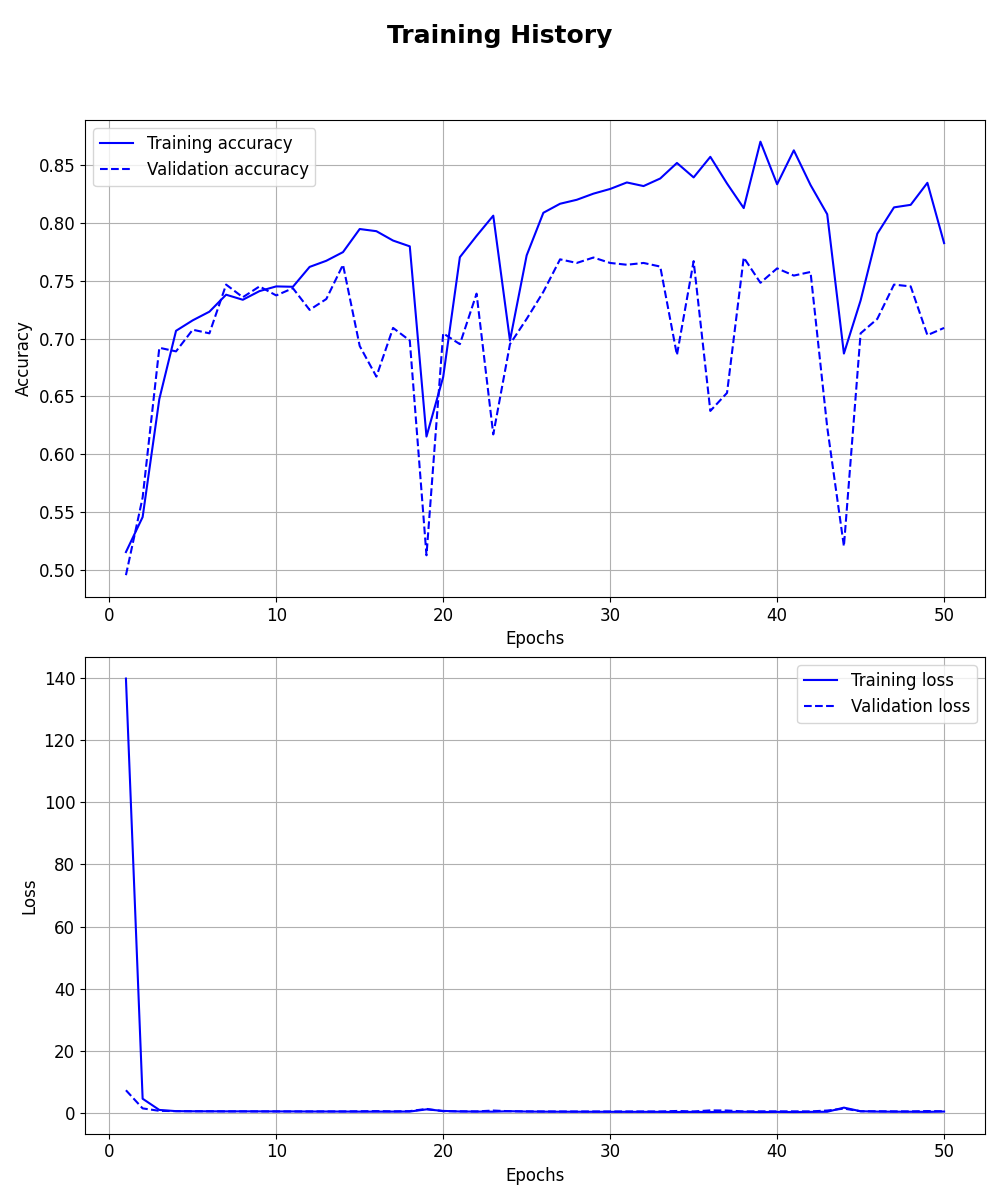 Training History
Training accuracy
Validation accuracy
0.85
0.80
0.75
0.70
0.65
0.60
0.55
0.50
Accuracy
0 10 20 30 40 50
Epochs
Training loss
Validation loss
140
120
100
80
60
40
20
0
Loss
0 10 20 30 40 50
Epochs